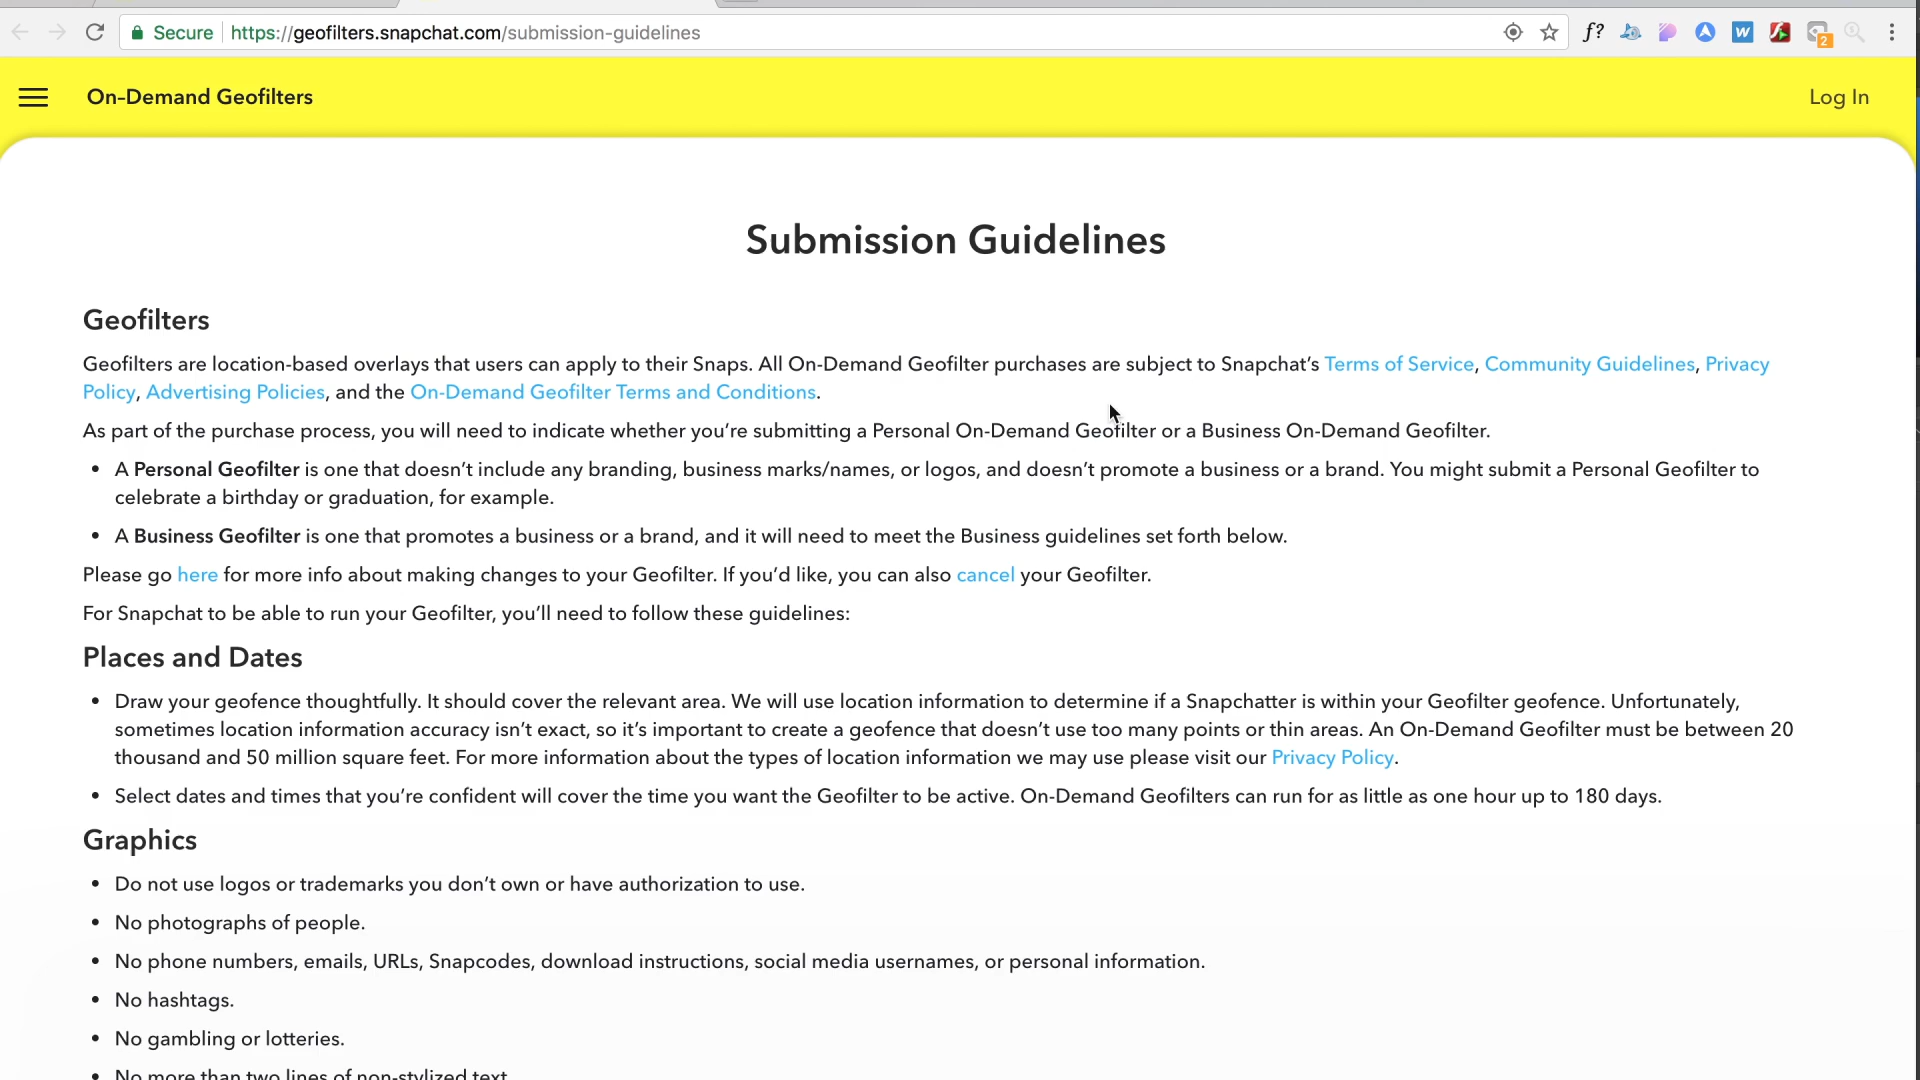 Secure https://geofilters.snapchat.com/submission-guidelines f? W 2
On-Demand Geofilters Log In
Submission Guidelines
Geofilters
Geofilters are location-based overlays that users can apply to their Snaps. All On-Demand Geofilter purchases are subject to Snapchat’s Terms of Service, Community Guidelines, Privacy
Policy, Advertising Policies, and the On-Demand Geofilter Terms and Conditions.
As part of the purchase process, you will need to indicate whether you’re submitting a Personal On-Demand Geofilter or a Business On-Demand Geofilter.
• A Personal Geofilter is one that doesn’t include any branding, business marks/names, or logos, and doesn’t promote a business or a brand. You might submit a Personal Geofilter to
celebrate a birthday or graduation, for example.
• A Business Geofilter is one that promotes a business or a brand, and it will need to meet the Business guidelines set forth below.
Please go here for more info about making changes to your Geofilter. If you’d like, you can also cancel your Geofilter.
For Snapchat to be able to run your Geofilter, you’ll need to follow these guidelines:
Places and Dates
• Draw your geofence thoughtfully. It should cover the relevant area. We will use location information to determine if a Snapchatter is within your Geofilter geofence. Unfortunately,
sometimes location information accuracy isn’t exact, so it’s important to create a geofence that doesn’t use too many points or thin areas. An On-Demand Geofilter must be between 20
thousand and 50 million square feet. For more information about the types of location information we may use please visit our Privacy Policy.
• Select dates and times that you’re confident will cover the time you want the Geofilter to be active. On-Demand Geofilters can run for as little as one hour up to 180 days.
Graphics
• Do not use logos or trademarks you don’t own or have authorization to use.
• No photographs of people.
• No phone numbers, emails, URLs, Snapcodes, download instructions, social media usernames, or personal information.
• No hashtags.
• No gambling or lotteries.
• No more than two lines of non-stylized text